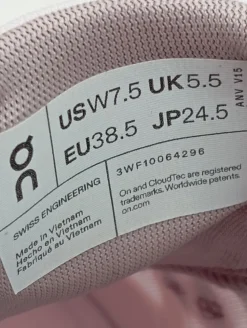 on
USW7.5 UK5.5
EU38.5 JP24.5
ANV V15
3WF10064296
SWISS ENGINEERING
Made in Vietnam
Hecho en Vietnam
Fabriqué au Vietnam
On and CloudTec are registered
trademarks. Worldwide patents
on.com